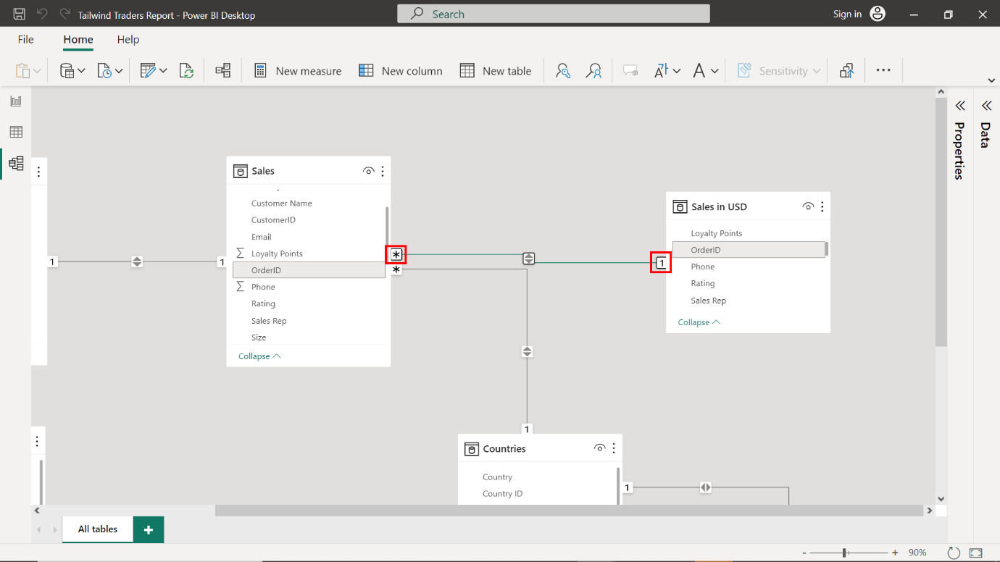 Tailwind Traders Report - Power BI Desktop
Search
Sign in
File
Home
Help
New measure
New column
New table
Sensitivity
Sales
Customer Name
CustomerID
Email
Loyalty Points
OrderID
Phone
Rating
Sales Rep
Size
Collapse
1
1
*
*
1
Sales in USD
Loyalty Points
OrderID
Phone
Rating
Sales Rep
Collapse
1
Countries
Country
Country ID
1
Properties
Data
All tables
90%